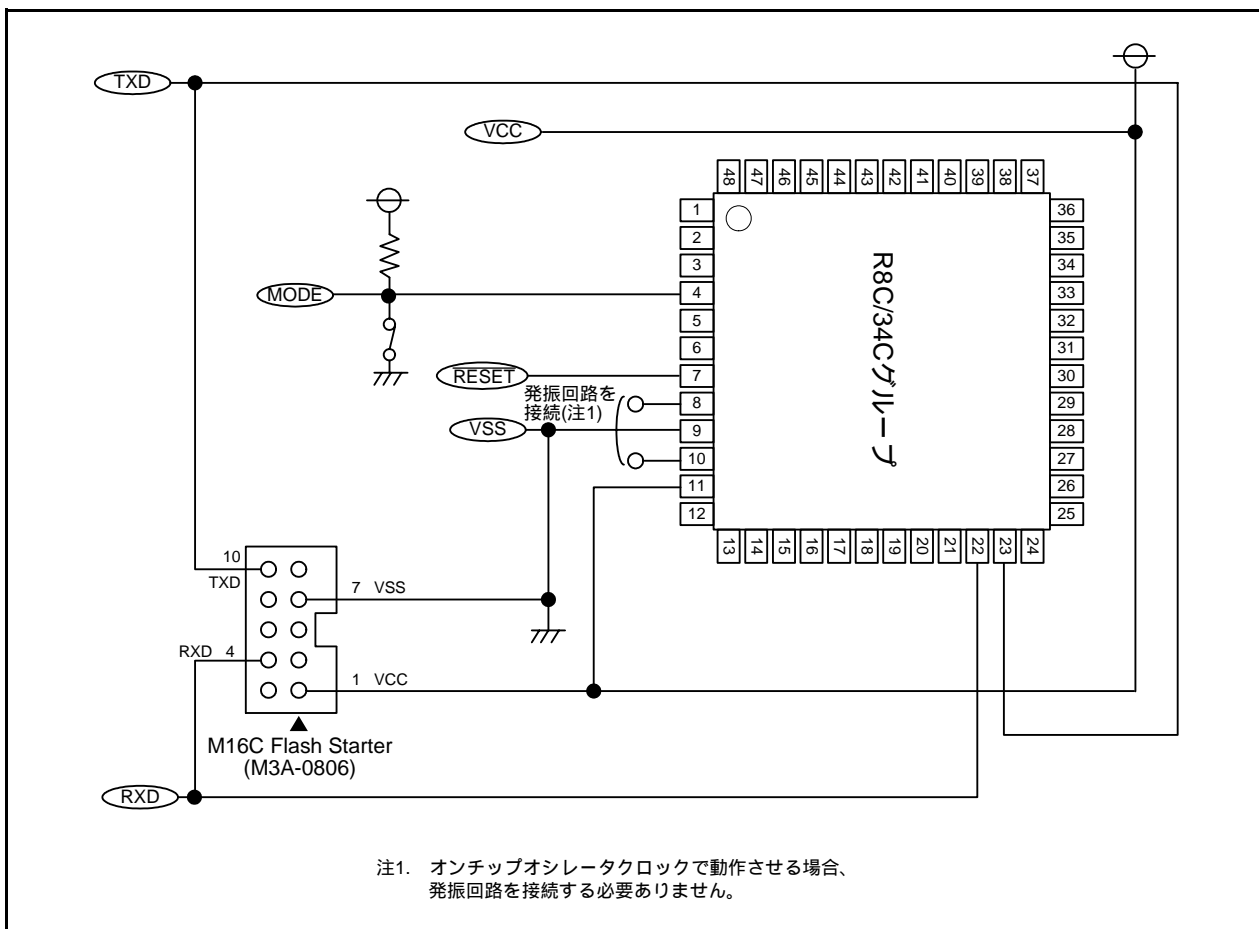 TXD
VCC
48 47 46 45 44 43 42 41 40 39 38 37
MODE
RESET
発振回路を
接続(注1)
VSS
1
2
3
4
5
6
7
8
9
10
11
12
R8C/34Cグループ
36
35
34
33
32
31
30
29
28
27
26
25
13 14 15 16 17 18 19 20 21 22 23 24
10
TXD
7 VSS
RXD 4
1 VCC
M16C Flash Starter
(M3A-0806)
RXD
注1. オンチップオシレータクロックで動作させる場合、
発振回路を接続する必要ありません。